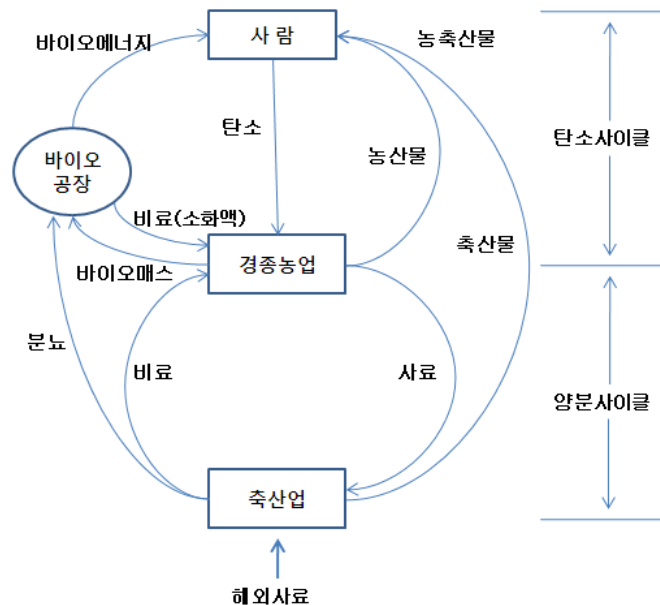 바이오에너지
사 람
농축산물
탄소
농산물
탄소사이클
바이오
공장
비료(소화액)
경종농업
바이오매스
축산물
분뇨
비료
사료
양분사이클
축산업
해외사료